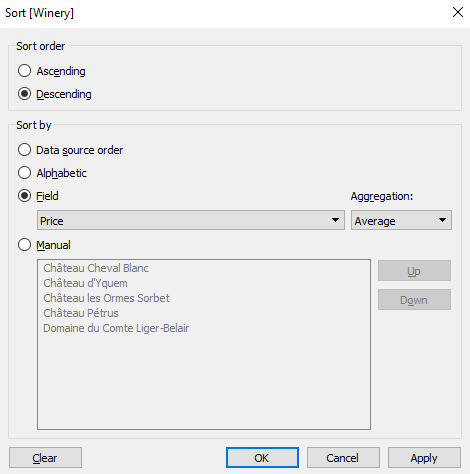 Sort [Winery]
Sort order
Ascending
Descending
Sort by
Data source order
Alphabetic
Field
Aggregation:
Price
Average
Manual
Château Cheval Blanc
Château d'Yquem
Château les Ormes Sorbet
Château Pétrus
Domaine du Comte Liger-Belair
Up
Down
Clear
OK
Cancel
Apply